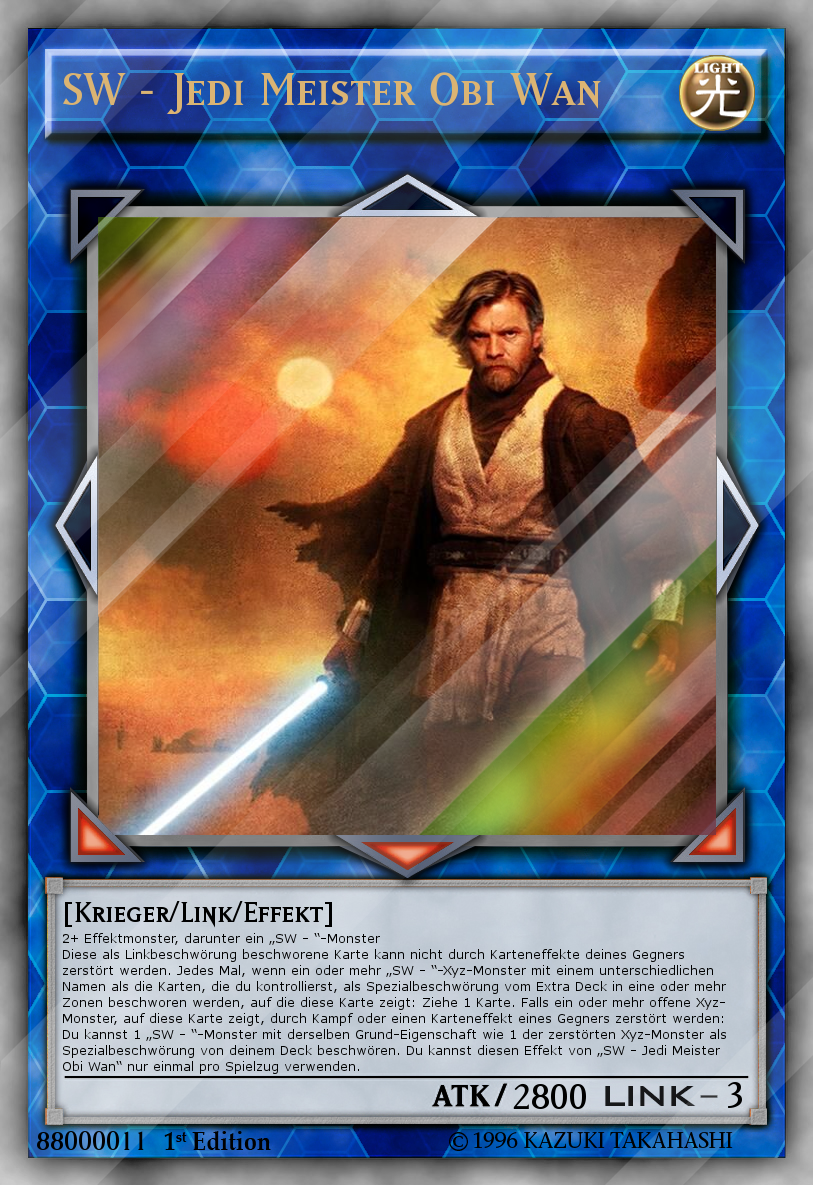 SW - Jedi Meister Obi Wan
LIGHT
光
[Krieger/Link/Effekt]
2+ Effektmonster, darunter ein „SW - “-Monster
Diese als Linkbeschwörung beschworene Karte kann nicht durch Karteneffekte deines Gegners
zerstört werden. Jedes Mal, wenn ein oder mehr „SW - “-Xyz-Monster mit einem unterschiedlichen
Namen als die Karten, die du kontrollierst, als Spezialbeschwörung vom Extra Deck in eine oder mehr
Zonen beschworen werden, auf die diese Karte zeigt: Ziehe 1 Karte. Falls ein oder mehr offene Xyz-
Monster, auf diese Karte zeigt, durch Kampf oder einen Karteneffekt eines Gegners zerstört werden:
Du kannst 1 „SW - “-Monster mit derselben Grund-Eigenschaft wie 1 der zerstörten Xyz-Monster als
Spezialbeschwörung von deinem Deck beschwören. Du kannst diesen Effekt von „SW - Jedi Meister
Obi Wan“ nur einmal pro Spielzug verwenden.
ATK/2800 LINK-3
88000011 1st Edition ©1996 KAZUKI TAKAHASHI